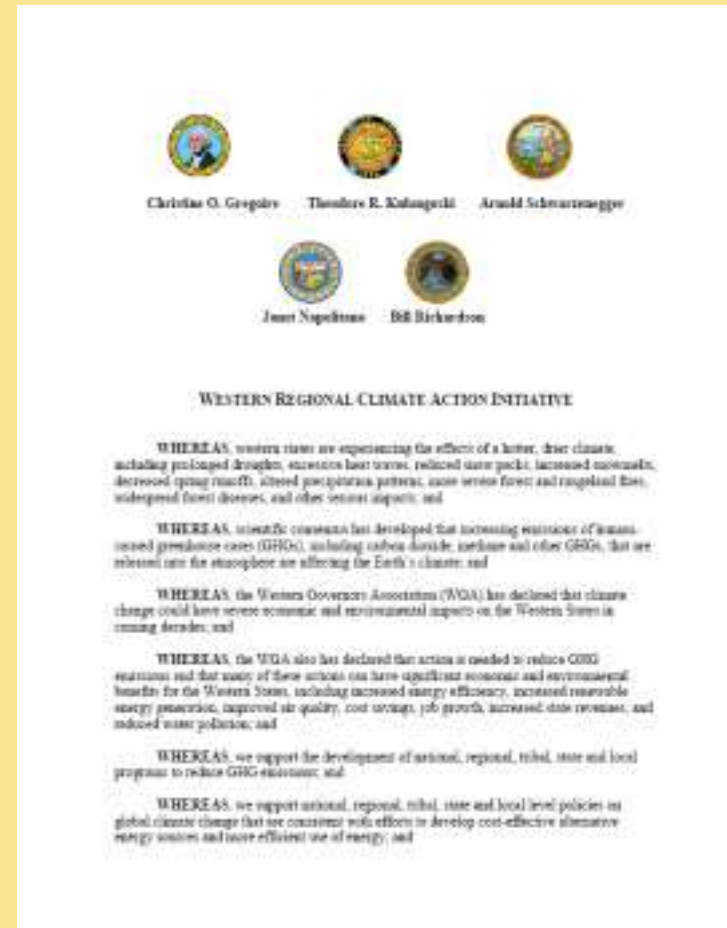 Christine O. Gregoire Theodore R. Kulongoski Arnold Schwarzenegger
Janet Napolitano Bill Richardson
WESTERN REGIONAL CLIMATE ACTION INITIATIVE
WHEREAS, western states are experiencing the effects of a hotter, drier climate,
including prolonged droughts, excessive heat waves, reduced snow packs, increased snowmelts,
decreased spring runoffs, altered precipitation patterns, more severe forest and rangeland fires,
widespread forest diseases, and other serious impacts; and
WHEREAS, scientific consensus has developed that increasing emissions of human-
caused greenhouse gases (GHGs), including carbon dioxide, methane and other GHGs, that are
released into the atmosphere are affecting the Earth's climate; and
WHEREAS, the Western Governors Association (WGA) has declared that climate
change could have severe economic and environmental impacts on the Western States in
coming decades; and
WHEREAS, the WGA also has declared that action is needed to reduce GHG
emissions and that many of these actions can have significant economic and environmental
benefits for the Western States, including increased energy efficiency, increased renewable
energy generation, improved air quality, cost savings, job growth, increased state revenues, and
reduced water pollution; and
WHEREAS, we support the development of national, regional, tribal, state and local
programs to reduce GHG emissions; and
WHEREAS, we support national, regional, tribal, state and local level policies on
global climate change that are consistent with efforts to develop cost-effective alternative
energy sources and more efficient use of energy; and